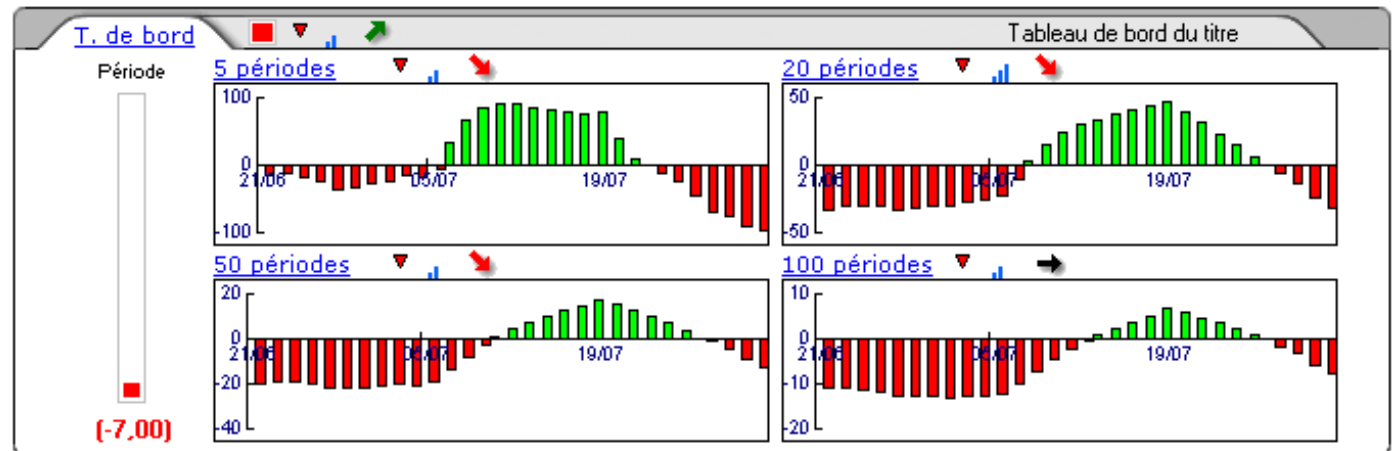 T. de bord Tableau de bord du titre
Période
(-7,00)
5 périodes
100
0
-100
21/06 05/07 19/07
20 périodes
50
0
-50
21/06 05/07 19/07
50 périodes
20
0
-20
-40
21/06 05/07 19/07
100 périodes
10
0
-10
-20
21/06 05/07 19/07